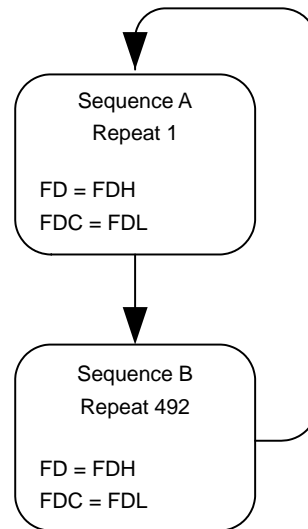 Sequence A
Repeat 1
FD = FDH
FDC = FDL
Sequence B
Repeat 492
FD = FDH
FDC = FDL